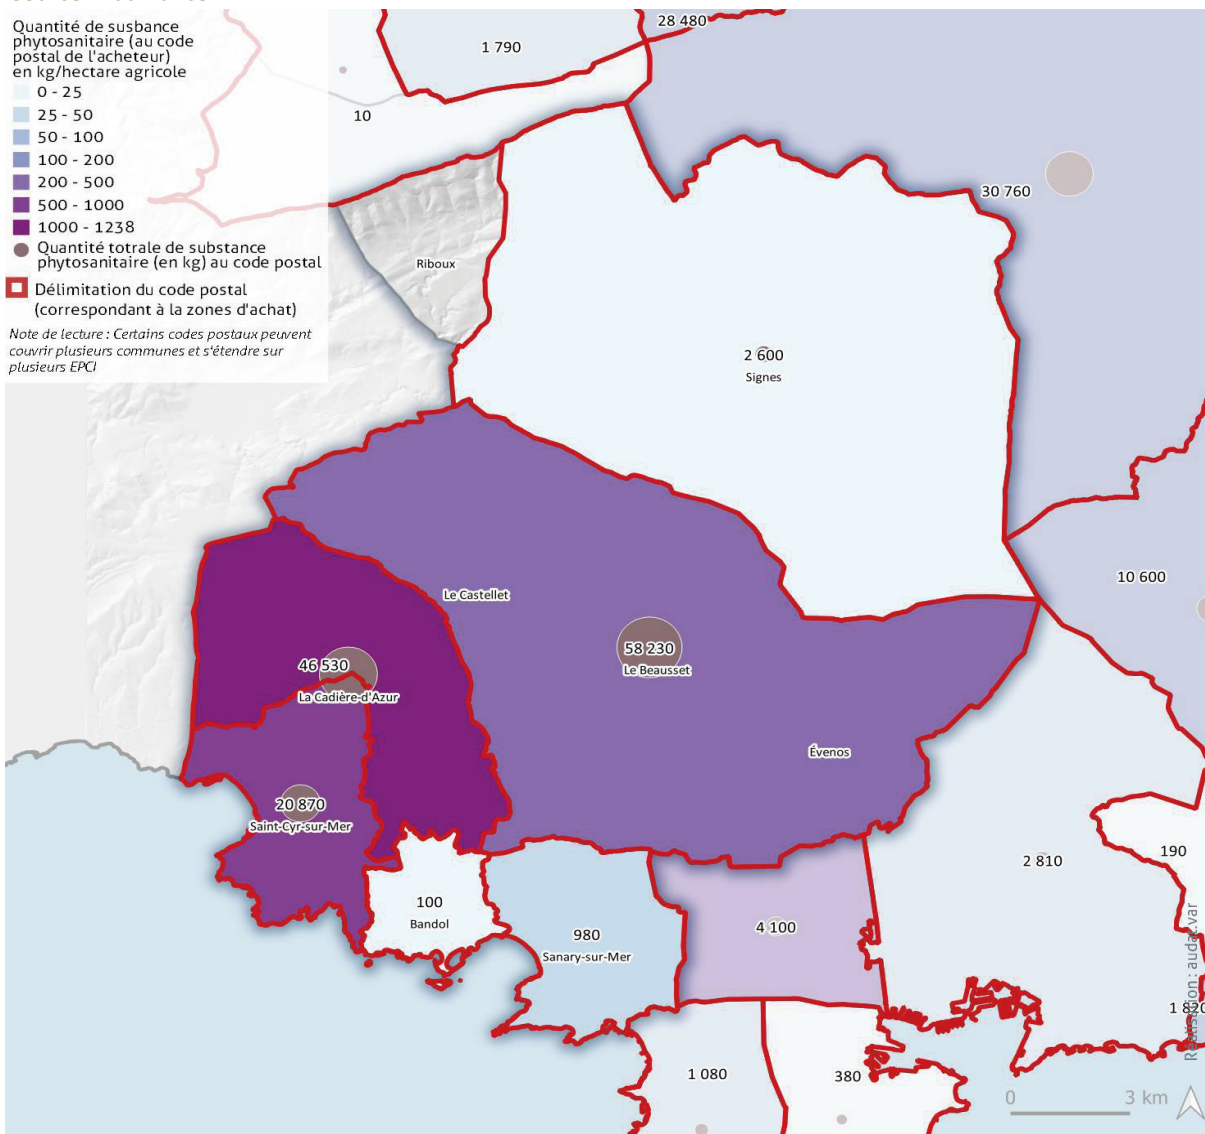 Quantité de susbance
phytosanitaire (au code
postal de l'acheteur)
en kg/hectare agricole
0 - 25
25 - 50
50 - 100
100 - 200
200 - 500
500 - 1000
1000 - 1238
Quantité totrale de substance
phytosanitaire (en kg) au code postal
Délimitation du code postal
(correspondant à la zones d'achat)
Note de lecture : Certains codes postaux peuvent
couvrir plusieurs communes et s'étendre sur
plusieurs EPCI
28 480
1 790
10
30 760
Riboux
2 600
Signes
10 600
Le Castellet
58 230
Le Beausset
46 530
La Cadière-d'Azur
Évenos
20 870
Saint-Cyr-sur-Mer
2 810
190
100
Bandol
980
Sanary-sur-Mer
4 100
1 080
380
Réalisation : audat.var
0 3 km